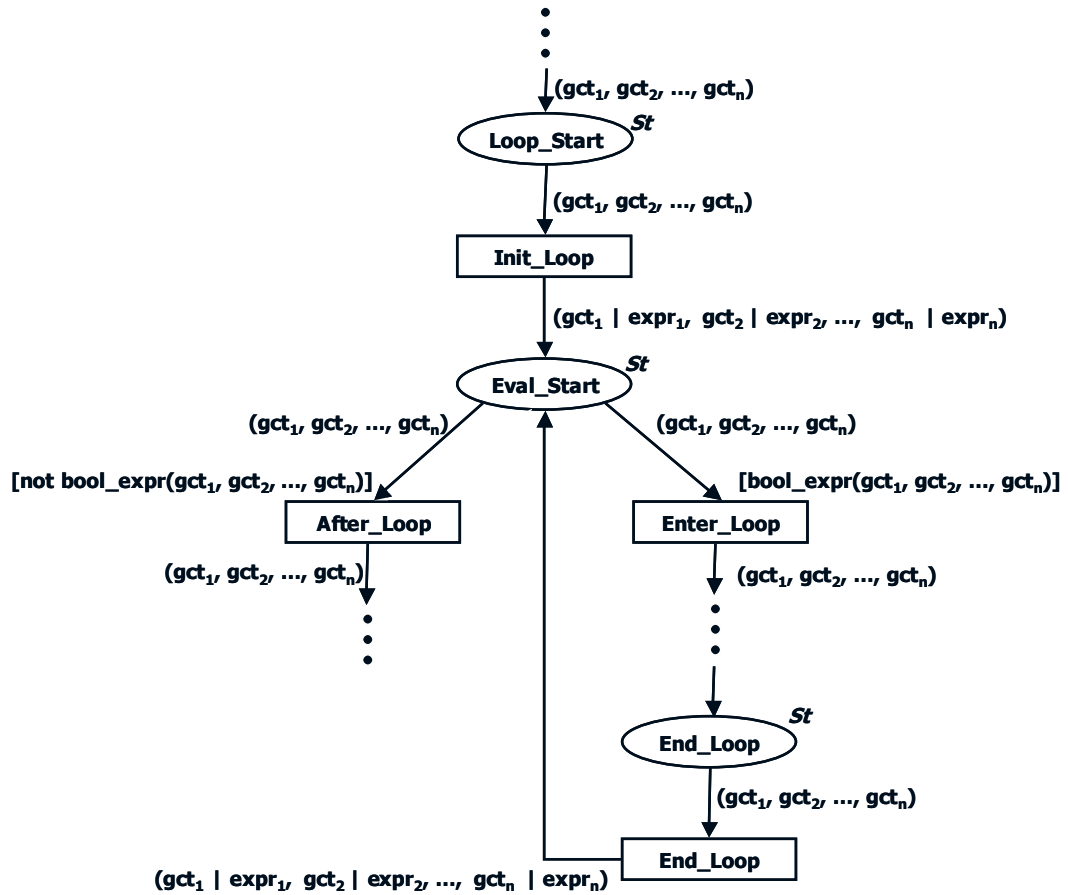 (gct₁, gct₂, ..., gctₙ)
St
Loop_Start
(gct₁, gct₂, ..., gctₙ)
Init_Loop
(gct₁ | expr₁, gct₂ | expr₂, ..., gctₙ | exprₙ)
St
Eval_Start
(gct₁, gct₂, ..., gctₙ)
(gct₁, gct₂, ..., gctₙ)
[not bool_expr(gct₁, gct₂, ..., gctₙ)]
[bool_expr(gct₁, gct₂, ..., gctₙ)]
After_Loop
Enter_Loop
(gct₁, gct₂, ..., gctₙ)
(gct₁, gct₂, ..., gctₙ)
St
End_Loop
(gct₁, gct₂, ..., gctₙ)
End_Loop
(gct₁ | expr₁, gct₂ | expr₂, ..., gctₙ | exprₙ)